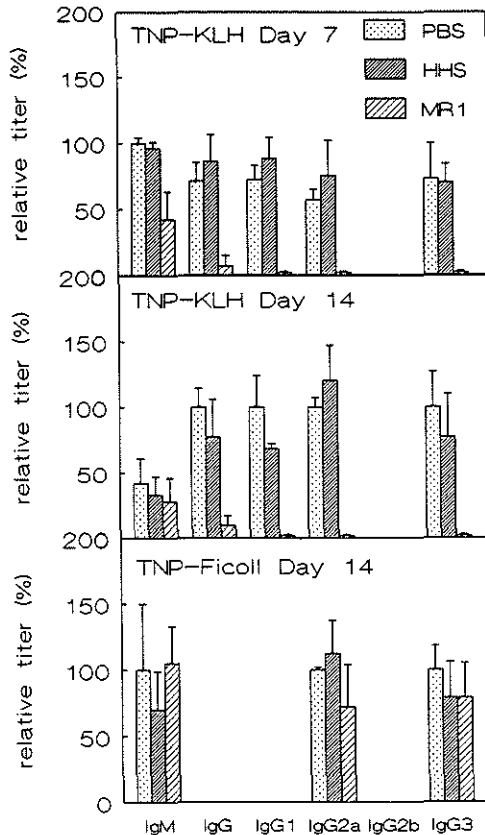 200
TNP-KLH Day 7
PBS
HHS
MR1
150
100
50
relative titer (%)
200
TNP-KLH Day 14
150
100
50
relative titer (%)
200
TNP-Ficoll Day 14
150
100
50
0
relative titer (%)
IgM IgG IgG1 IgG2a IgG2b IgG3